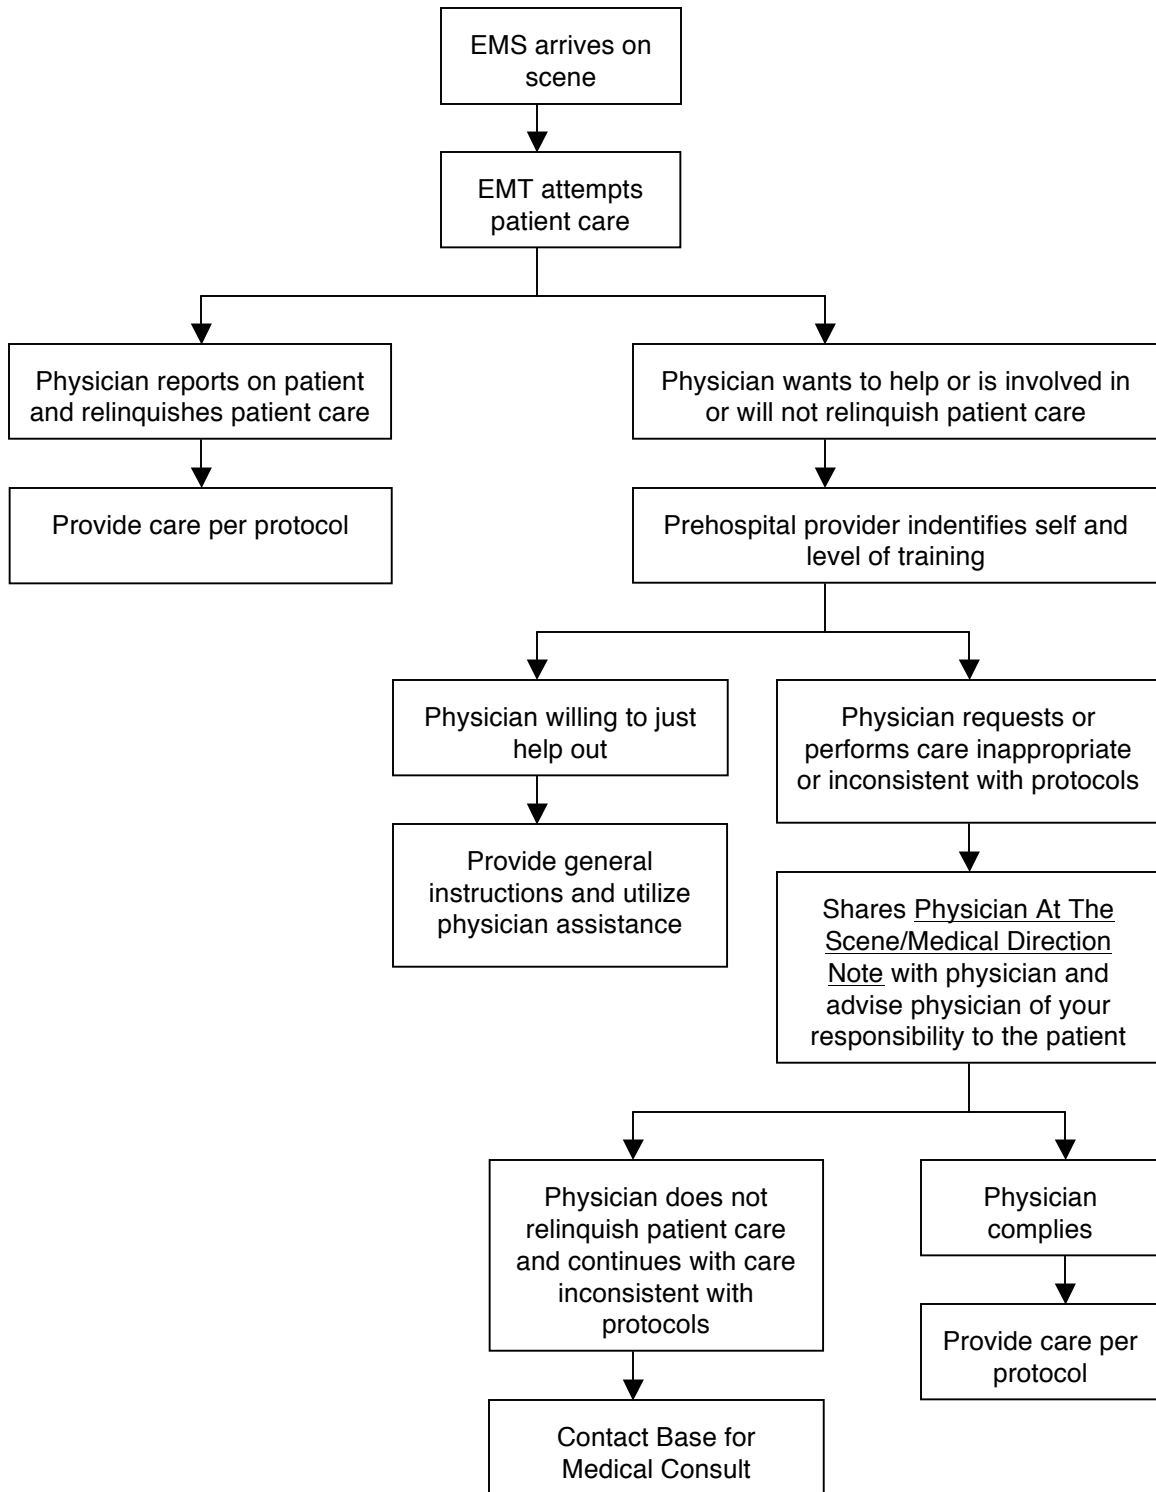 EMS arrives on
scene
EMT attempts
patient care
Physician reports on patient
and relinquishes patient care
Physician wants to help or is involved in
or will not relinquish patient care
Provide care per protocol
Prehospital provider indentifies self and
level of training
Physician willing to just
help out
Physician requests or
performs care inappropriate
or inconsistent with protocols
Provide general
instructions and utilize
physician assistance
Shares Physician At The
Scene/Medical Direction
Note with physician and
advise physician of your
responsibility to the patient
Physician does not
relinquish patient care
and continues with care
inconsistent with
protocols
Physician
complies
Provide care per
protocol
Contact Base for
Medical Consult